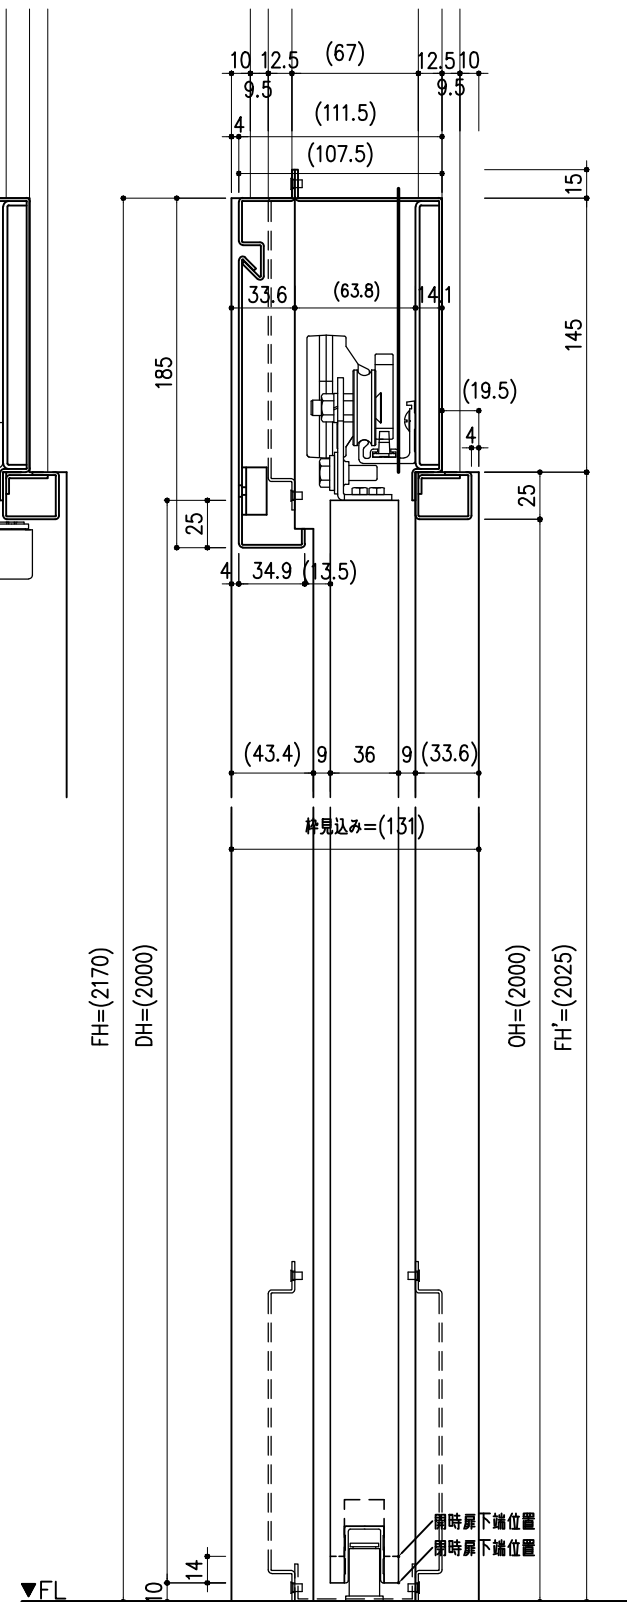 10 12.5 (67) 12.5 10
9.5 9.5
4 (111.5)
(107.5)
15
33.6 (63.8) 14.1
145
185
(19.5)
4
25
25
4 34.9 (13.5)
(43.4) 9 36 9 (33.6)
枠見込み=(131)
FH=(2170)
DH=(2000)
OH=(2000)
FH'=(2025)
開時扉下端位置
閉時扉下端位置
14
10
▼FL